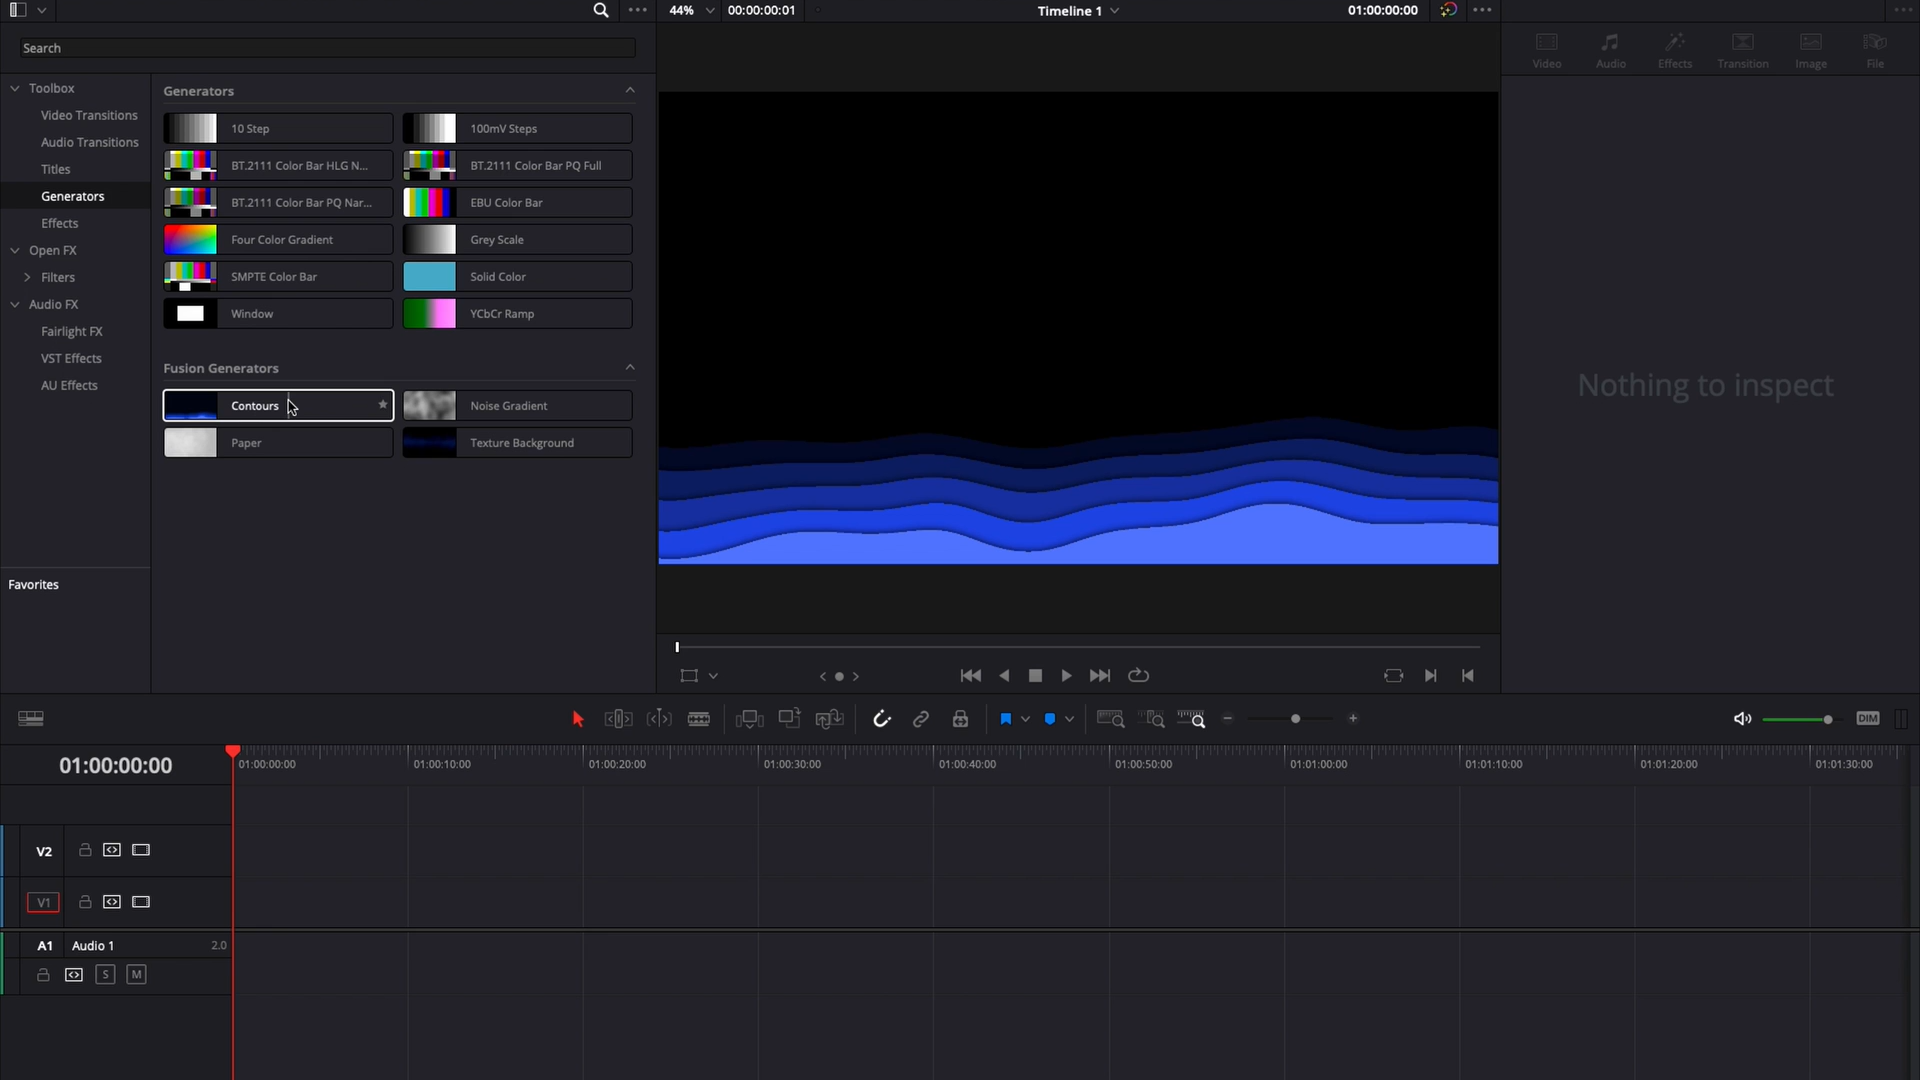 44%
00:00:00:01
Timeline 1
01:00:00:00
Search
Video
Audio
Effects
Transition
Image
File
Toolbox
Video Transitions
Audio Transitions
Titles
Generators
Effects
Open FX
Filters
Audio FX
Fairlight FX
VST Effects
AU Effects
Favorites
Generators
10 Step
100mV Steps
BT.2111 Color Bar HLG N...
BT.2111 Color Bar PQ Full
BT.2111 Color Bar PQ Nar...
EBU Color Bar
Four Color Gradient
Grey Scale
SMPTE Color Bar
Solid Color
Window
YCbCr Ramp
Fusion Generators
Contours
Noise Gradient
Paper
Texture Background
Nothing to inspect
DIM
01:00:00:00
01:00:00:00
01:00:10:00
01:00:20:00
01:00:30:00
01:00:40:00
01:00:50:00
01:01:00:00
01:01:10:00
01:01:20:00
01:01:30:00
V2
V1
A1
Audio 1
2.0
S
M